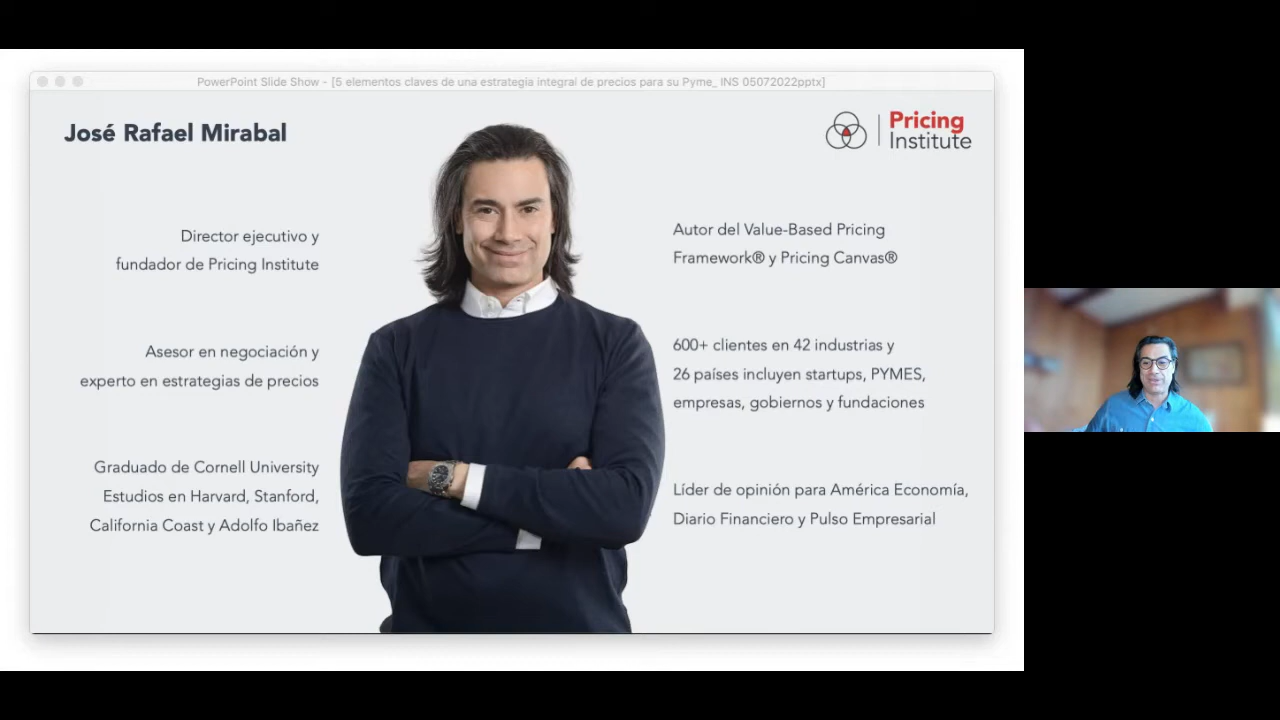 PowerPoint Slide Show - [5 elementos claves de una estrategia integral de precios para su Pyme_ INS 05072022pptx]
José Rafael Mirabal
Pricing
Institute
Director ejecutivo y
fundador de Pricing Institute
Asesor en negociación y
experto en estrategias de precios
Graduado de Cornell University
Estudios en Harvard, Stanford,
California Coast y Adolfo Ibañez
Autor del Value-Based Pricing
Framework® y Pricing Canvas®
600+ clientes en 42 industrias y
26 países incluyen startups, PYMES,
empresas, gobiernos y fundaciones
Líder de opinión para América Economía,
Diario Financiero y Pulso Empresarial